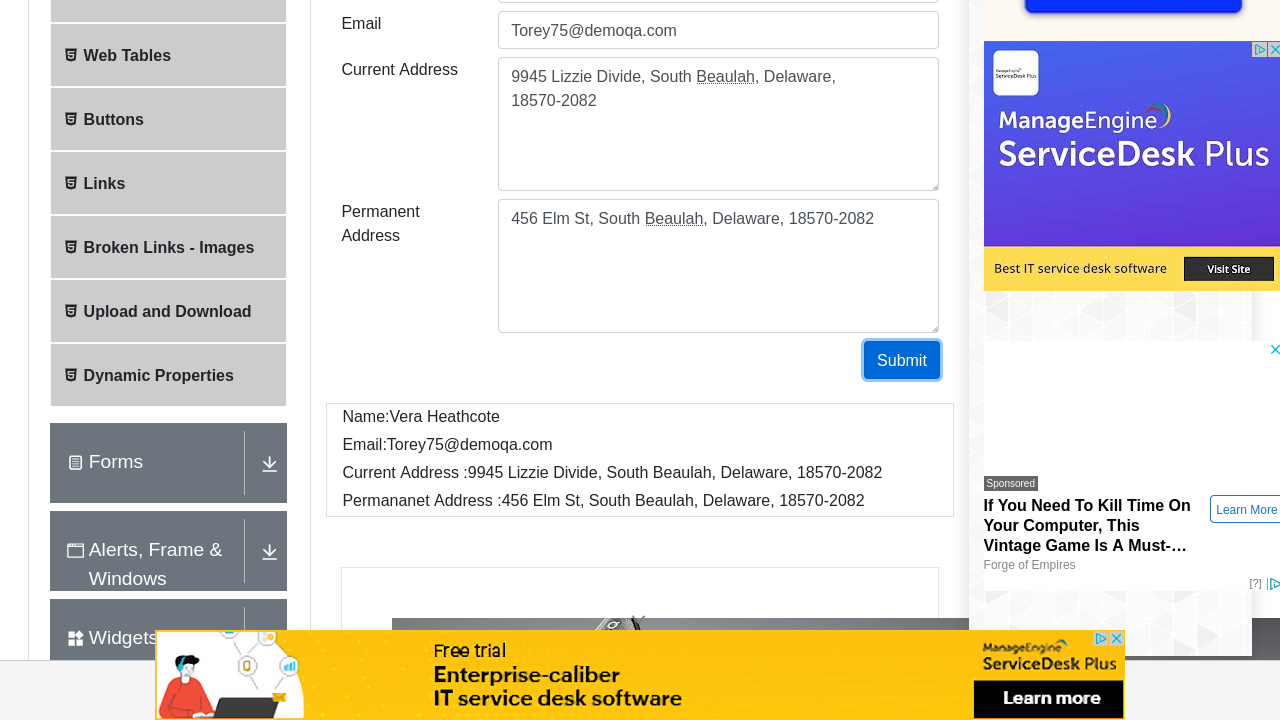 Web Tables
Buttons
Links
Broken Links - Images
Upload and Download
Dynamic Properties
Forms
Alerts, Frame &
Windows
Widgets
Email
Torey75@demoqa.com
Current Address
9945 Lizzie Divide, South Beaulah, Delaware,
18570-2082
Permanent
Address
456 Elm St, South Beaulah, Delaware, 18570-2082
Submit
Name:Vera Heathcote
Email:Torey75@demoqa.com
Current Address :9945 Lizzie Divide, South Beaulah, Delaware, 18570-2082
Permananet Address :456 Elm St, South Beaulah, Delaware, 18570-2082
ManageEngine
ServiceDesk Plus
ManageEngine
ServiceDesk Plus
Best IT service desk software
Visit Site
Sponsored
If You Need To Kill Time On
Your Computer, This
Vintage Game Is A Must-...
Forge of Empires
Learn More
[?]
Free trial
Enterprise-caliber
IT service desk software
ManageEngine
ServiceDesk Plus
Learn more